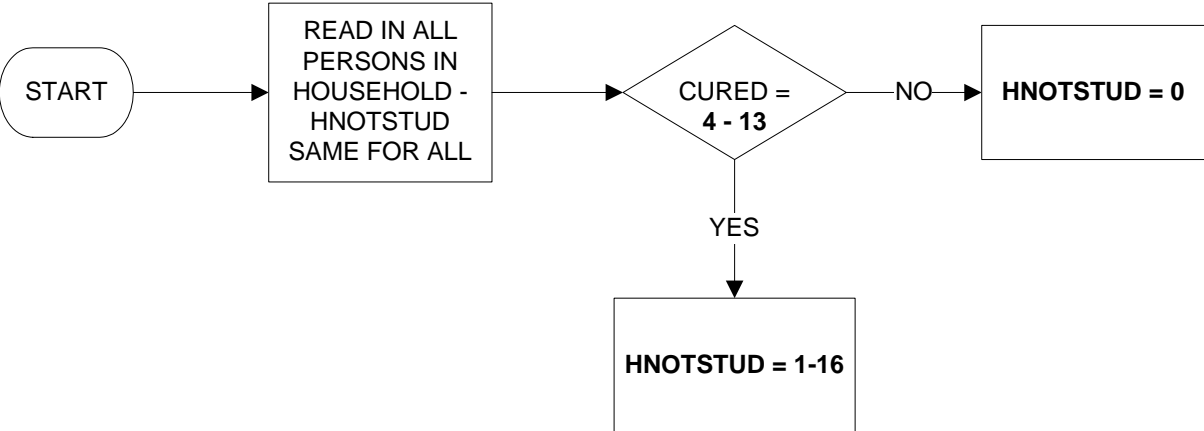 START
READ IN ALL
PERSONS IN
HOUSEHOLD -
HNOTSTUD
SAME FOR ALL
CURED =
4 - 13
NO
HNOTSTUD = 0
YES
HNOTSTUD = 1-16